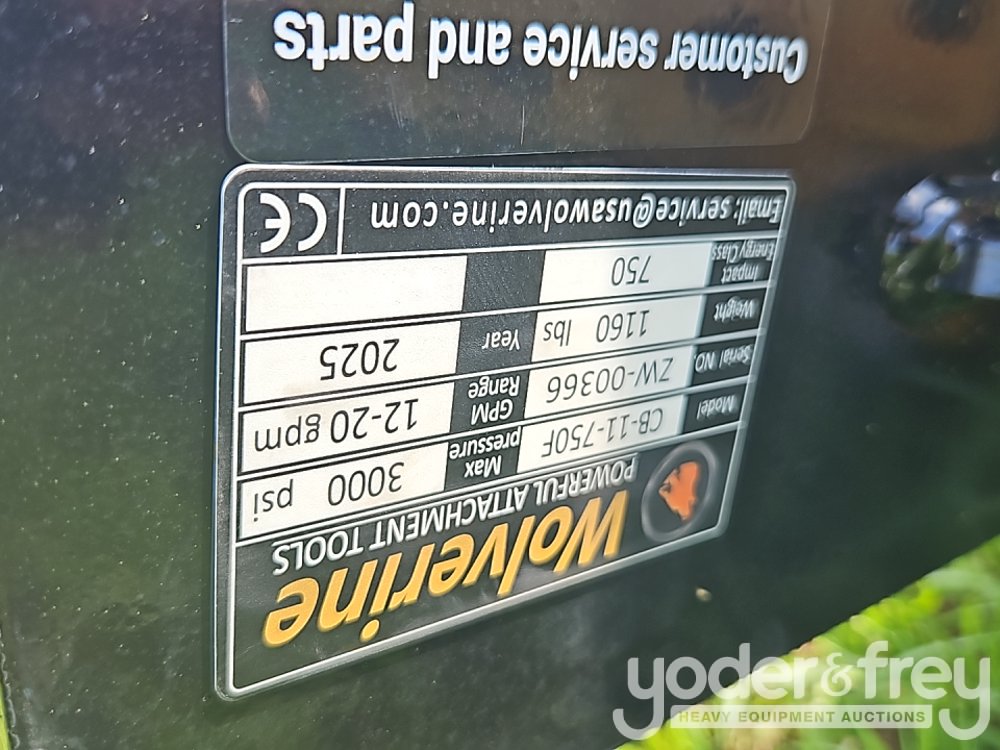 Wolverine
POWERFUL ATTACHMENT TOOLS
Model CB-11-750F Max pressure 3000 psi
Serial NO. ZW-00366 GPM Range 12-20 gpm
Weight 1160 lbs Year 2025
Impact Energy Class 750
Email: service@usawolverine.com CE
Customer service and parts
yoder&frey
HEAVY EQUIPMENT AUCTIONS